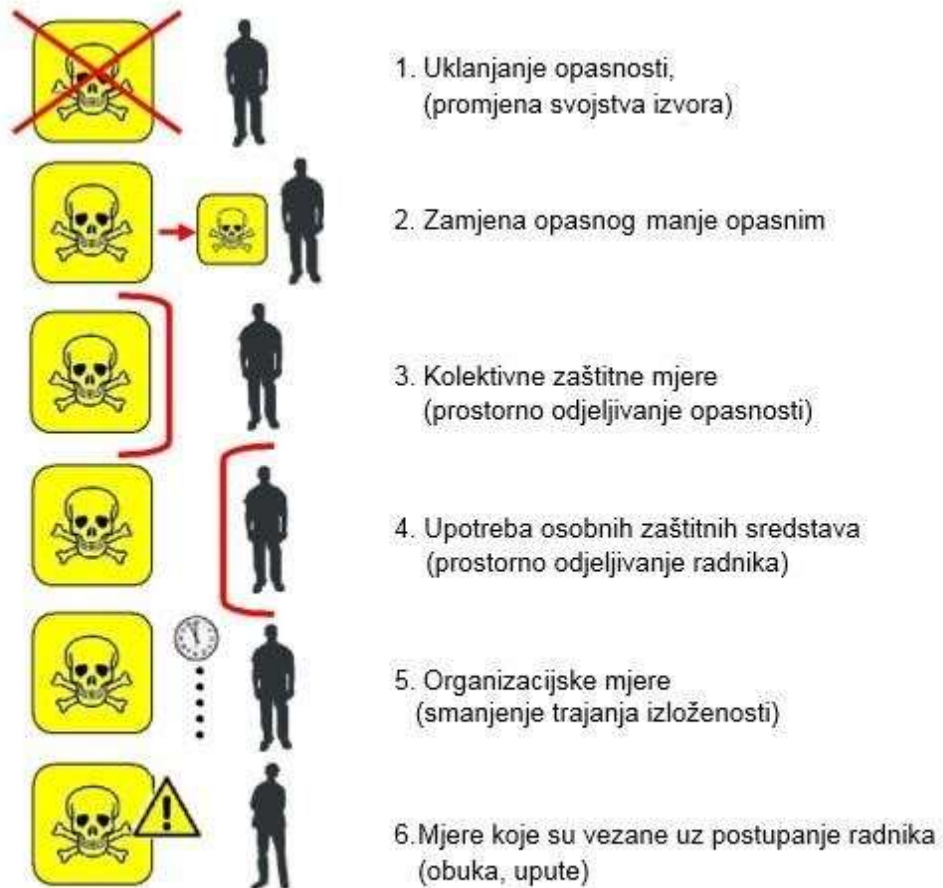 1. Uklanjanje opasnosti,
(promjena svojstva izvora)
2. Zamjena opasnog manje opasnim
3. Kolektivne zaštitne mjere
(prostorno odjeljivanje opasnosti)
4. Upotreba osobnih zaštitnih sredstava
(prostorno odjeljivanje radnika)
5. Organizacijske mjere
(smanjenje trajanja izloženosti)
6.Mjere koje su vezane uz postupanje radnika
(obuka, upute)